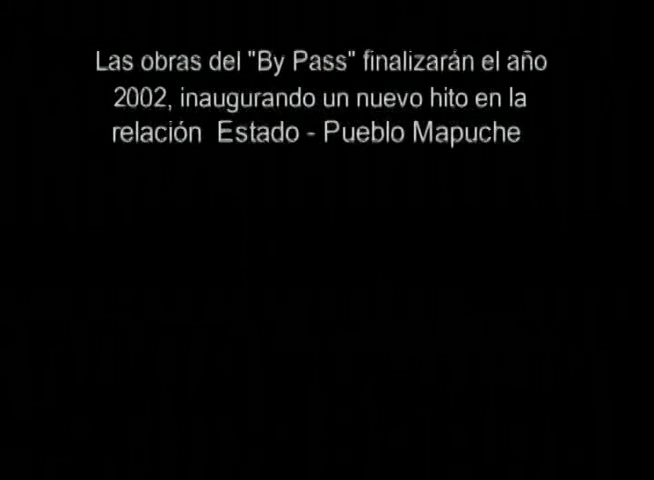 Las obras del "By Pass" finalizarán el año
2002, inaugurando un nuevo hito en la
relación Estado - Pueblo Mapuche